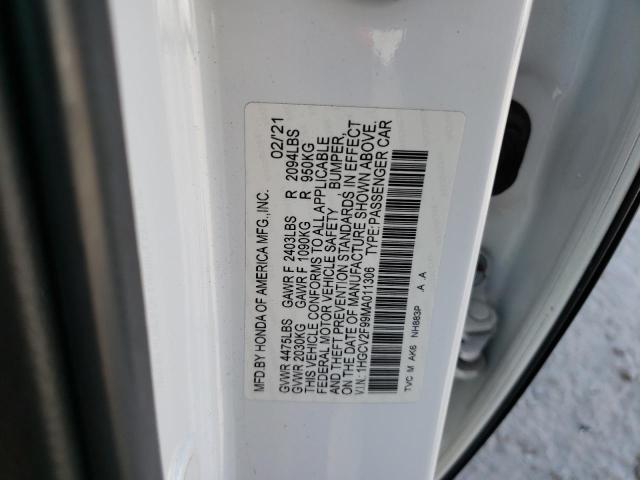 MFD.BY HONDA OF AMERICA MFG.,INC. 02/'21
GVWR 4475LBS GAWR F 2403LBS R 2094LBS
GVWR 2030KG GAWR F 1090KG R 950KG
THIS VEHICLE CONFORMS TO ALL APPLICABLE
FEDERAL MOTOR VEHICLE SAFETY , BUMPER,
AND THEFT PREVENTION STANDARDS IN EFFECT
ON THE DATE OF MANUFACTURE SHOWN ABOVE.
V.I.N.:1HGCV2F99MA011306 TYPE:PASSENGER CAR
TVC M AK6 NH883P .A .A